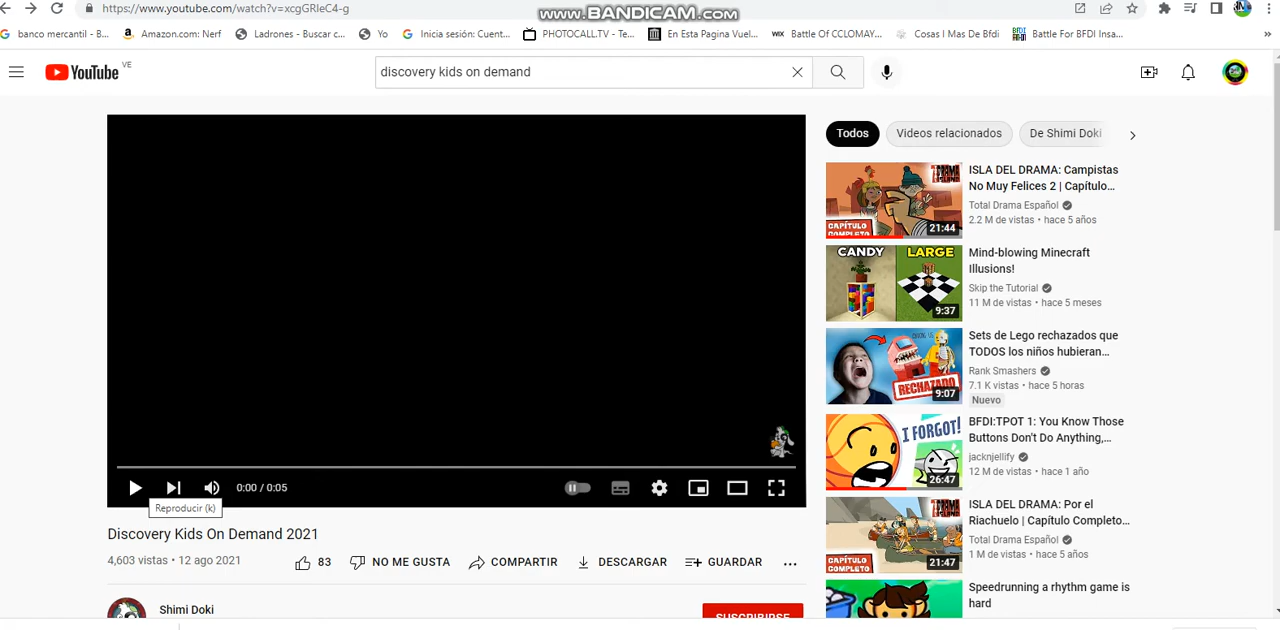 https://www.youtube.com/watch?v=xcgGRIeC4-g
www.BANDICAM.com
banco mercantil - B...
Amazon.com: Nerf
Ladrones - Buscar c...
Yo
Inicia sesión: Cuent...
PHOTOCALL.TV - Te...
En Esta Pagina Vuel...
WIX Battle Of CCLOMAY...
Cosas I Mas De Bfdi
Battle For BFDI Insa...
YouTube VE
discovery kids on demand
Todos
Videos relacionados
De Shimi Doki
ISLA DEL DRAMA: Campistas
No Muy Felices 2 | Capítulo...
Total Drama Español
2.2 M de vistas • hace 5 años
CAPÍTULO
COMPLETO
21:44
CANDY
LARGE
9:37
Mind-blowing Minecraft
Illusions!
Skip the Tutorial
11 M de vistas • hace 5 meses
RECHAZADO
9:07
Sets de Lego rechazados que
TODOS los niños hubieran...
Rank Smashers
7.1 K vistas • hace 5 horas
Nuevo
I FORGOT!
26:47
BFDI:TPOT 1: You Know Those
Buttons Don't Do Anything,...
jacknjellify
12 M de vistas • hace 1 año
CAPÍTULO
COMPLETO
21:47
ISLA DEL DRAMA: Por el
Riachuelo | Capítulo Completo...
Total Drama Español
1 M de vistas • hace 5 años
Speedrunning a rhythm game is
hard
0:00 / 0:05
Reproducir (k)
Discovery Kids On Demand 2021
4,603 vistas • 12 ago 2021
83
NO ME GUSTA
COMPARTIR
DESCARGAR
GUARDAR
Shimi Doki
SUSCRIBIRSE